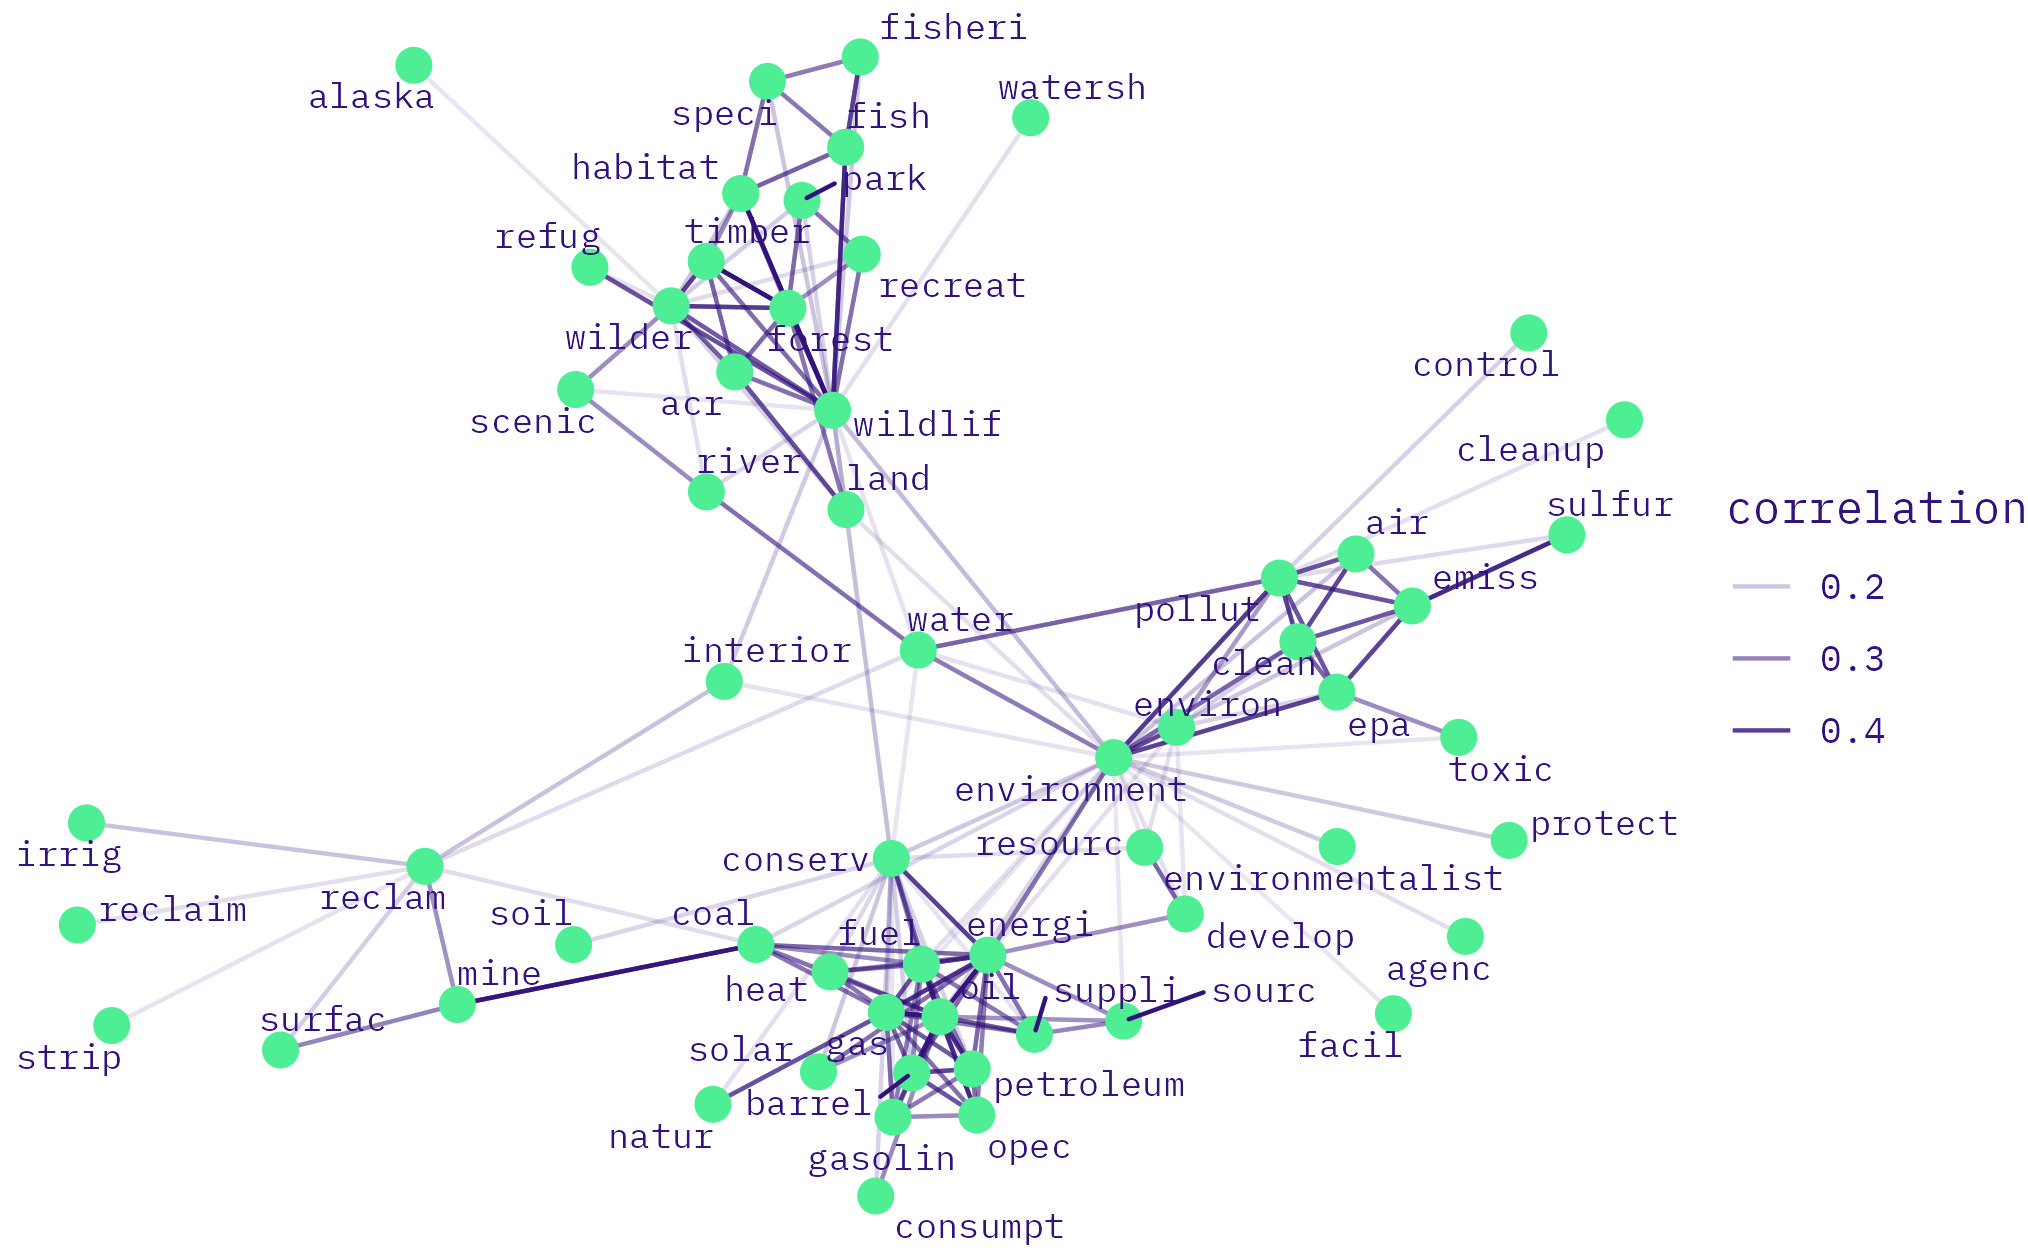 fisheri
alaska
watersh
speci
fish
habitat
park
timber
refug
recreat
wilder
forest
control
acr
scenic
wildlif
cleanup
river
land
sulfur
correlation
air
emiss
0.2
pollut
water
interior
clean
0.3
environ
epa
0.4
toxic
environment
protect
resourc
conserv
irrig
environmentalist
reclam
reclaim
soil
coal
energi
fuel
develop
agenc
mine
heat
oil
suppli
sourc
surfac
facil
strip
solar
gas
petroleum
barrel
natur
opec
gasolin
consumpt